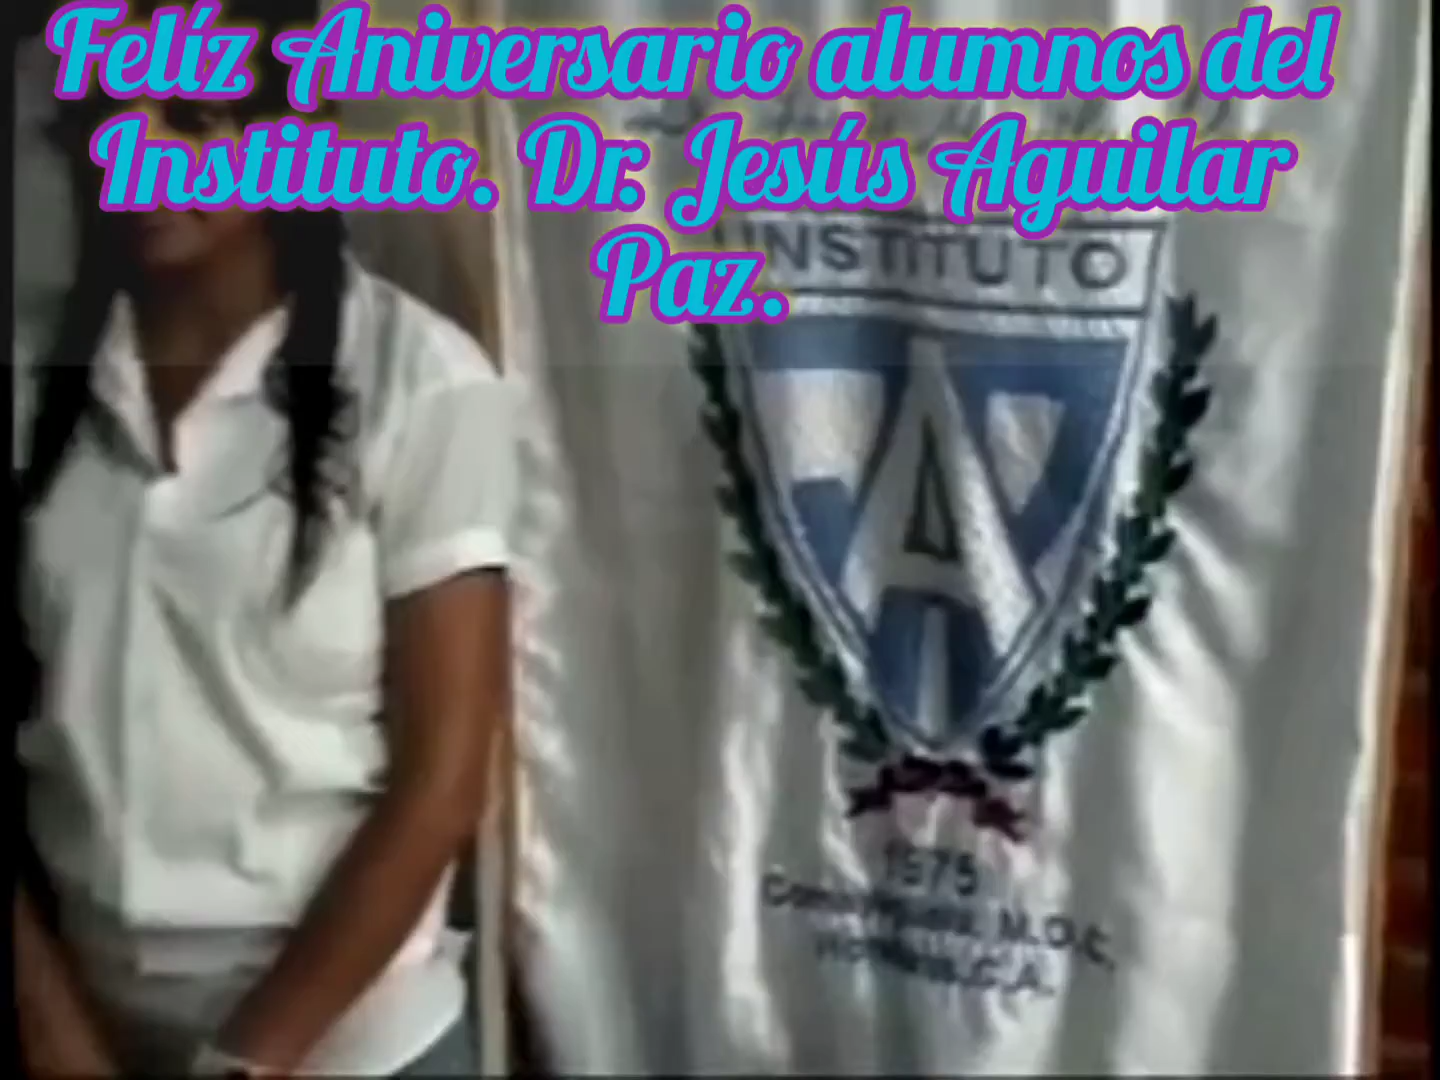 Felíz Aniversario alumnos del
Instituto. Dr. Jesús Aguilar
Paz.
INSTITUTO
A
1975
M.D.C.
C.A.